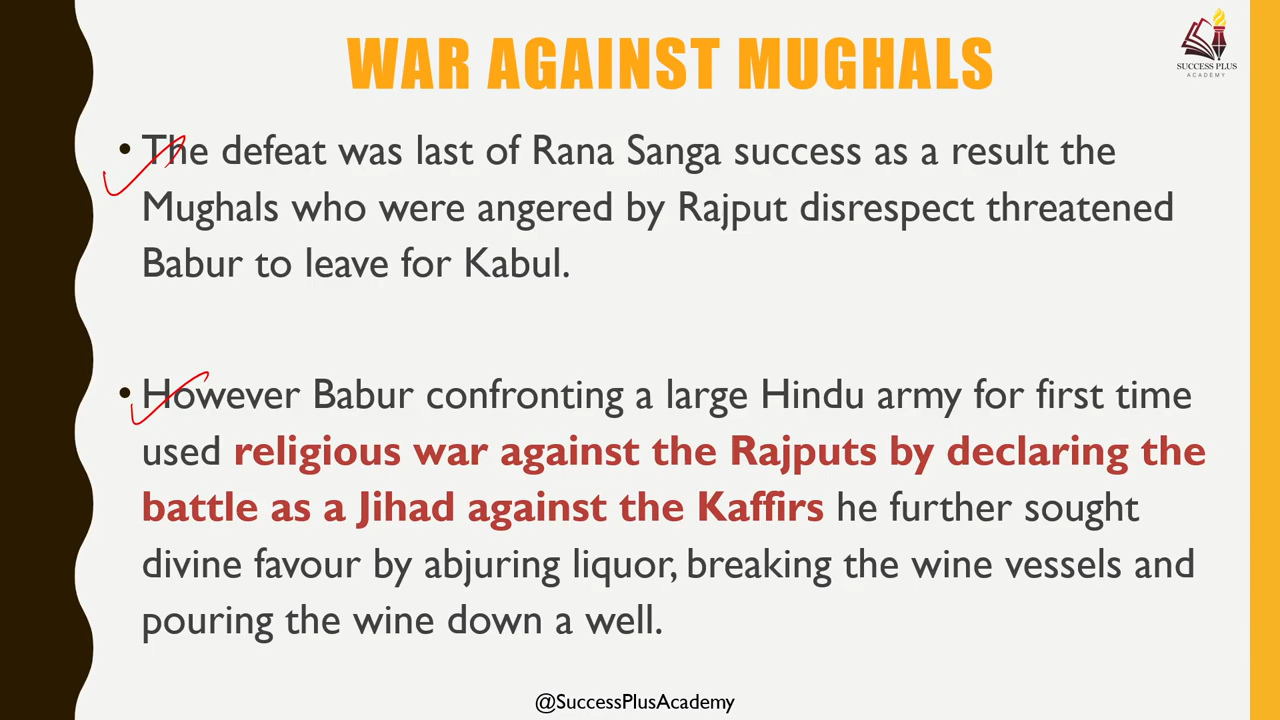 WAR AGAINST MUGHALS
SUCCESS PLUS
ACADEMY
• The defeat was last of Rana Sanga success as a result the
Mughals who were angered by Rajput disrespect threatened
Babur to leave for Kabul.
• However Babur confronting a large Hindu army for first time
used religious war against the Rajputs by declaring the
battle as a Jihad against the Kaffirs he further sought
divine favour by abjuring liquor, breaking the wine vessels and
pouring the wine down a well.
@SuccessPlusAcademy